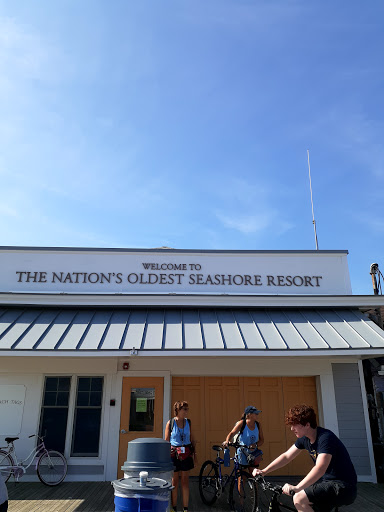 WELCOME TO
THE NATION'S OLDEST SEASHORE RESORT